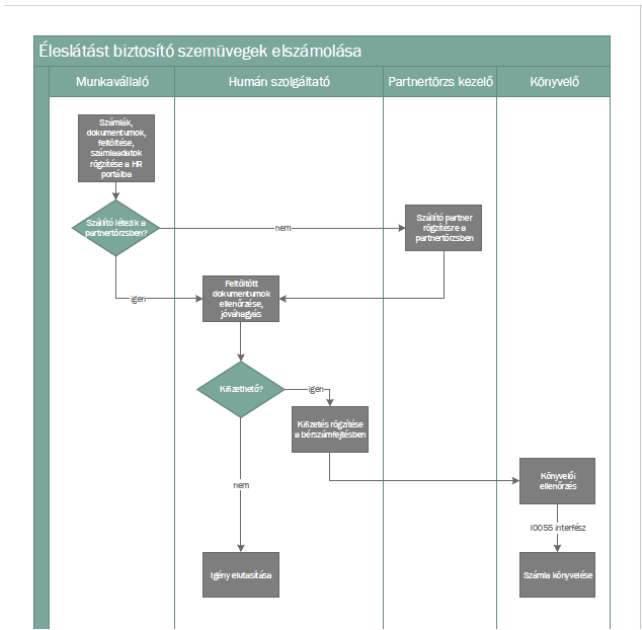 Éleslátást biztosító szemüvegek elszámolása
Munkavállaló
Humán szolgáltató
Partnertörzs kezelő
Könyvelő
Számlák,
dokumentumok,
feltöltése,
számlaadatok
rögzítése a HR
portálba
Szállító létezik a
partnertörzsben?
nem
Szállító partner
rögzítésre a
partnertörzsben
igen
Feltöltött
dokumentumok
ellenőrzése,
jóváhagyás
Kifizethető?
igen
Kifizetés rögzítése
a bérszámfejtésben
nem
Könyvelői
ellenőrzés
IDOSS interfész
Igény elutasítása
Számla könyvelése